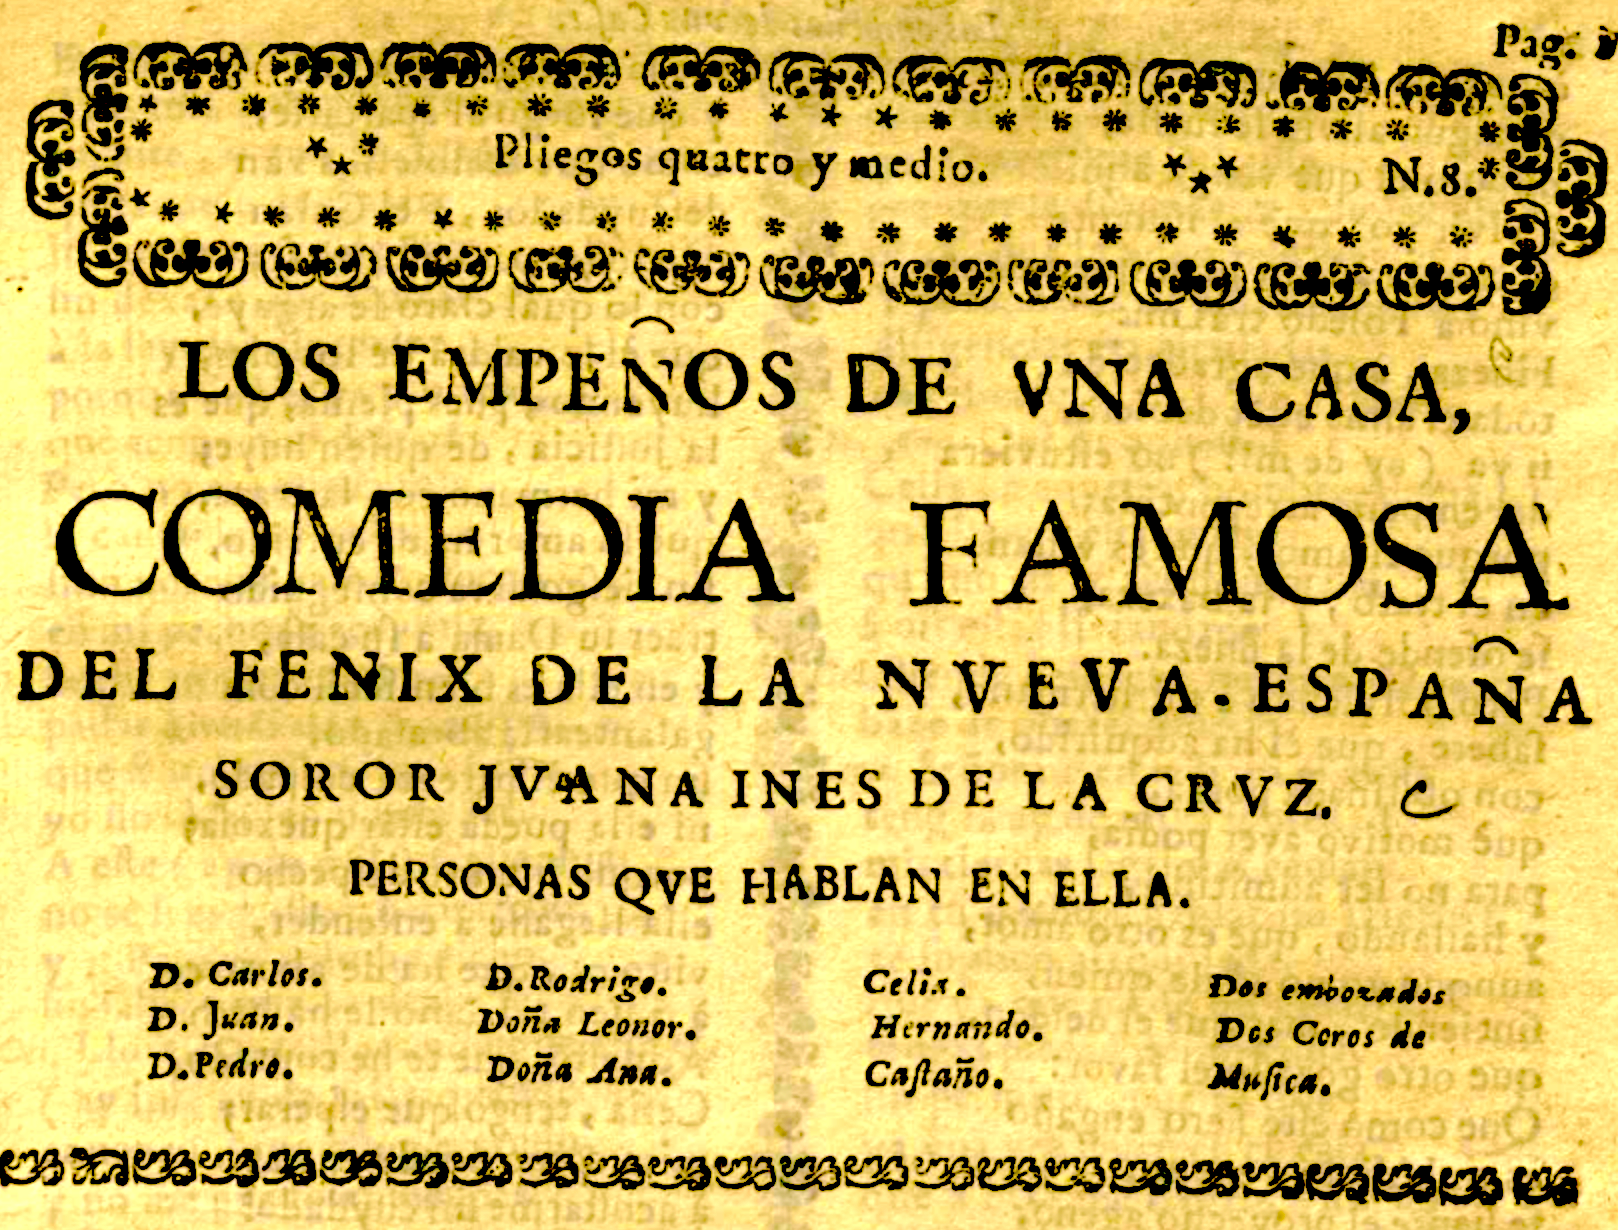 Pag.
Pliegos quatro y medio. N.8.
LOS EMPEÑOS DE VNA CASA,
COMEDIA FAMOSA
DEL FENIX DE LA NVEVA. ESPAÑA
SOROR JVANA INES DE LA CRVZ.
PERSONAS QVE HABLAN EN ELLA.
D. Carlos. D. Rodrigo. Celia. Dos embozados
D. Juan. Doña Leonor. Hernando. Dos Coros de
D. Pedro. Doña Ana. Caſtaño. Muſica.